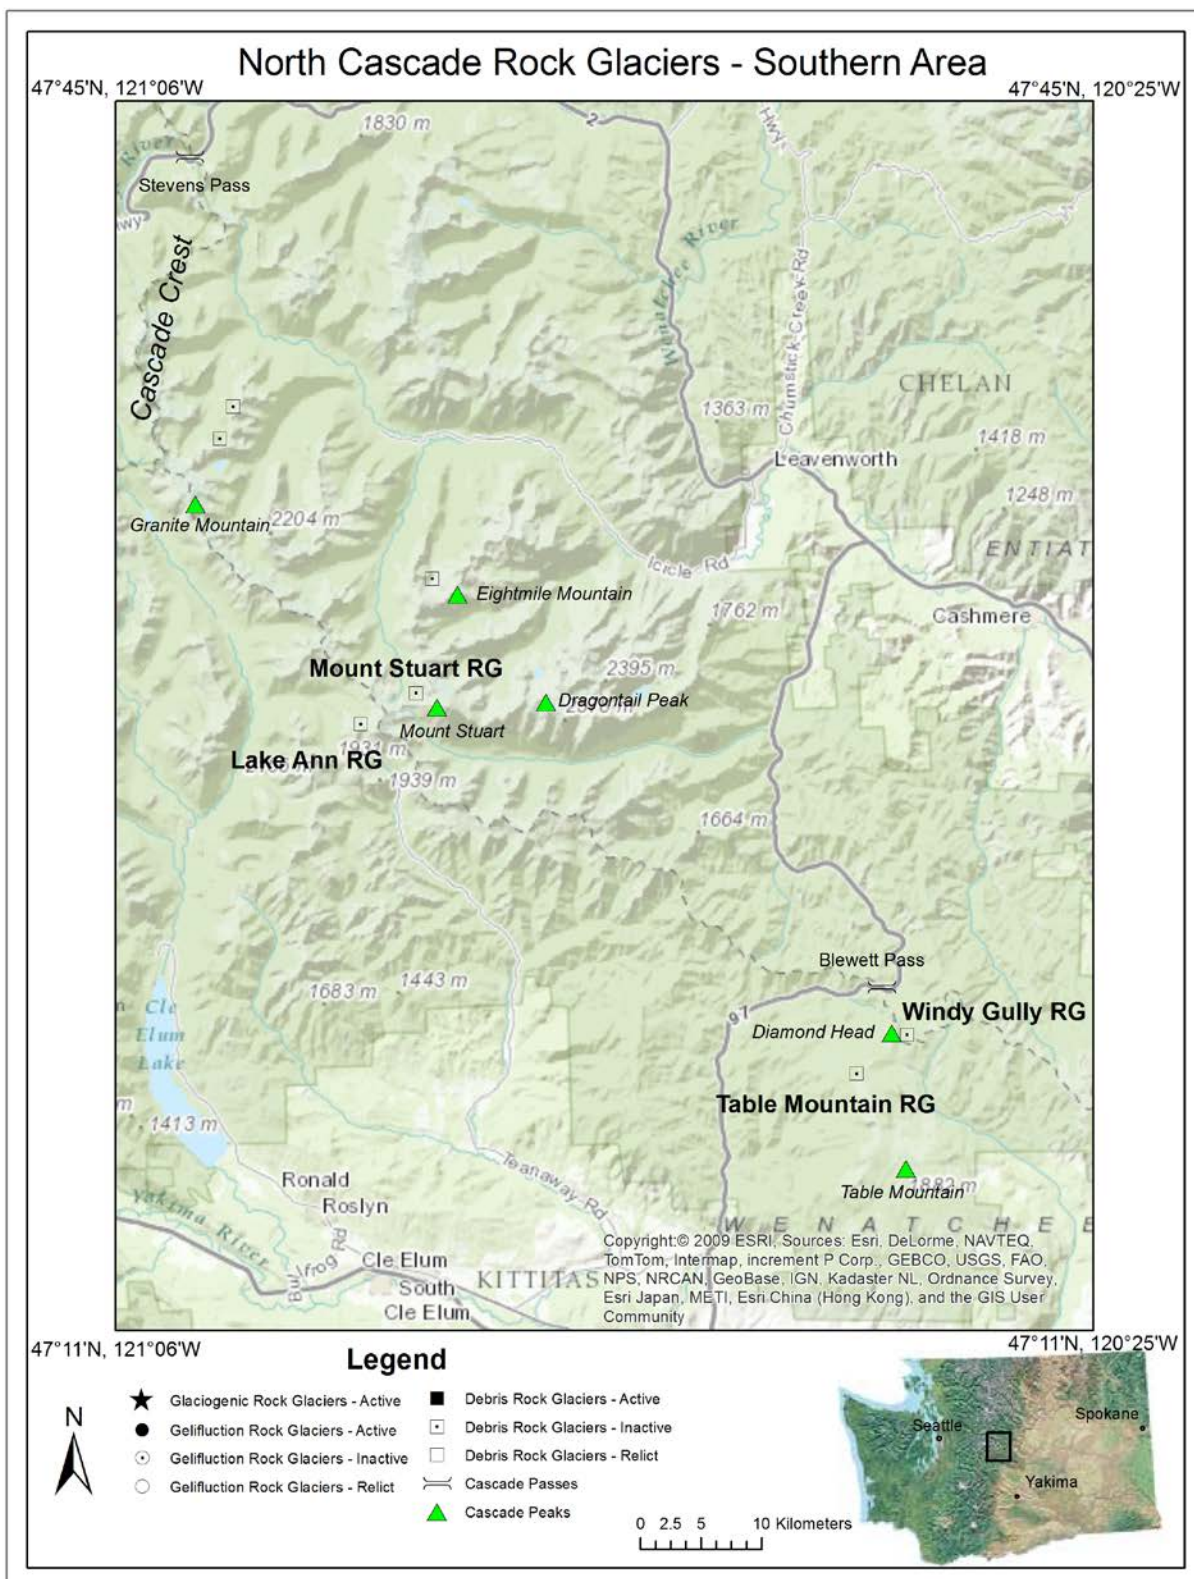 North Cascade Rock Glaciers - Southern Area
47°45'N, 121°06'W
47°45'N, 120°25'W
1830 m
2
Hwy
River
Stevens Pass
Hwy
Cascade Crest
Wenatchee River
Chumstick Creek Rd
CHELAN
1363 m
1418 m
Leavenworth
1248 m
Granite Mountain
2204 m
Icicle Rd
ENTIAT
Eightmile Mountain
1762 m
Cashmere
Mount Stuart RG
2395 m
Dragontail Peak
Mount Stuart
1931 m
Lake Ann RG
1939 m
1664 m
Blewett Pass
1443 m
1683 m
m
Cle
Elum
Lake
97
Windy Gully RG
Diamond Head
Table Mountain RG
m
1413 m
Teanaway Rd
Ronald
Roslyn
1882 m
Table Mountain
Yakima River
WENATCHEE
Bullfrog Rd
Cle Elum
South
Cle Elum
KITTITAS
Copyright:© 2009 ESRI, Sources: Esri, DeLorme, NAVTEQ,
TomTom, Intermap, increment P Corp., GEBCO, USGS, FAO,
NPS, NRCAN, GeoBase, IGN, Kadaster NL, Ordnance Survey,
Esri Japan, METI, Esri China (Hong Kong), and the GIS User
Community
47°11'N, 121°06'W
47°11'N, 120°25'W
Legend
N
Glaciogenic Rock Glaciers - Active
Gelifluction Rock Glaciers - Active
Gelifluction Rock Glaciers - Inactive
Gelifluction Rock Glaciers - Relict
Debris Rock Glaciers - Active
Debris Rock Glaciers - Inactive
Debris Rock Glaciers - Relict
Cascade Passes
Cascade Peaks
0 2.5 5 10 Kilometers
Seattle
Spokane
Yakima